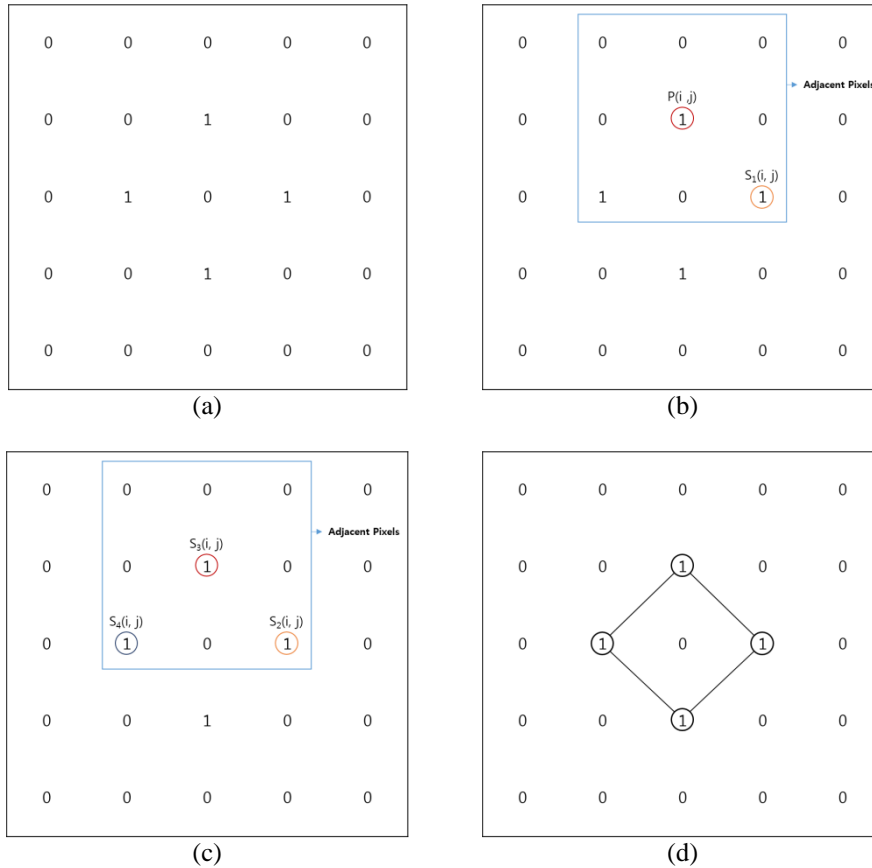 0 0 0 0 0
0 0 1 0 0
0 1 0 1 0
0 0 1 0 0
0 0 0 0 0
(a)
0 0 0 0 0
Adjacent Pixels
P(i ,j)
0 0 1 0 0
S1(i, j)
0 1 0 1 0
0 0 1 0 0
0 0 0 0 0
(b)
0 0 0 0 0
Adjacent Pixels
S3(i, j)
0 0 1 0 0
S4(i, j) S2(i, j)
0 1 0 1 0
0 0 1 0 0
0 0 0 0 0
(c)
0 0 0 0 0
0 0 1 0 0
0 1 0 1 0
0 0 1 0 0
0 0 0 0 0
(d)